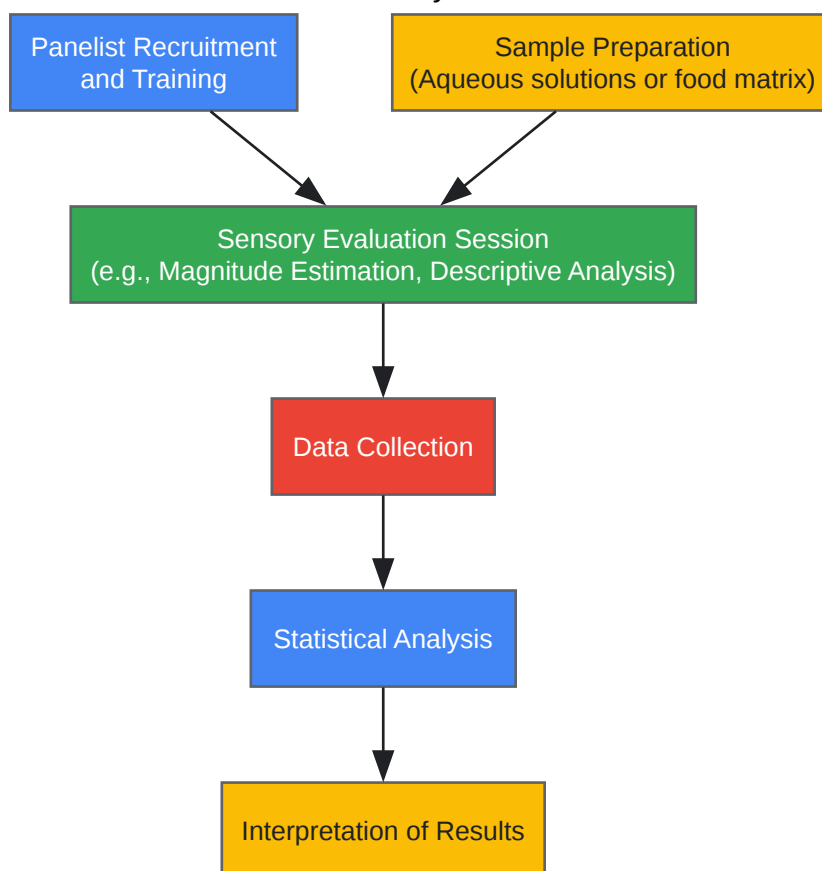 Panelist Recruitment
and Training
Sample Preparation
(Aqueous solutions or food matrix)
Sensory Evaluation Session
(e.g., Magnitude Estimation, Descriptive Analysis)
Data Collection
Statistical Analysis
Interpretation of Results